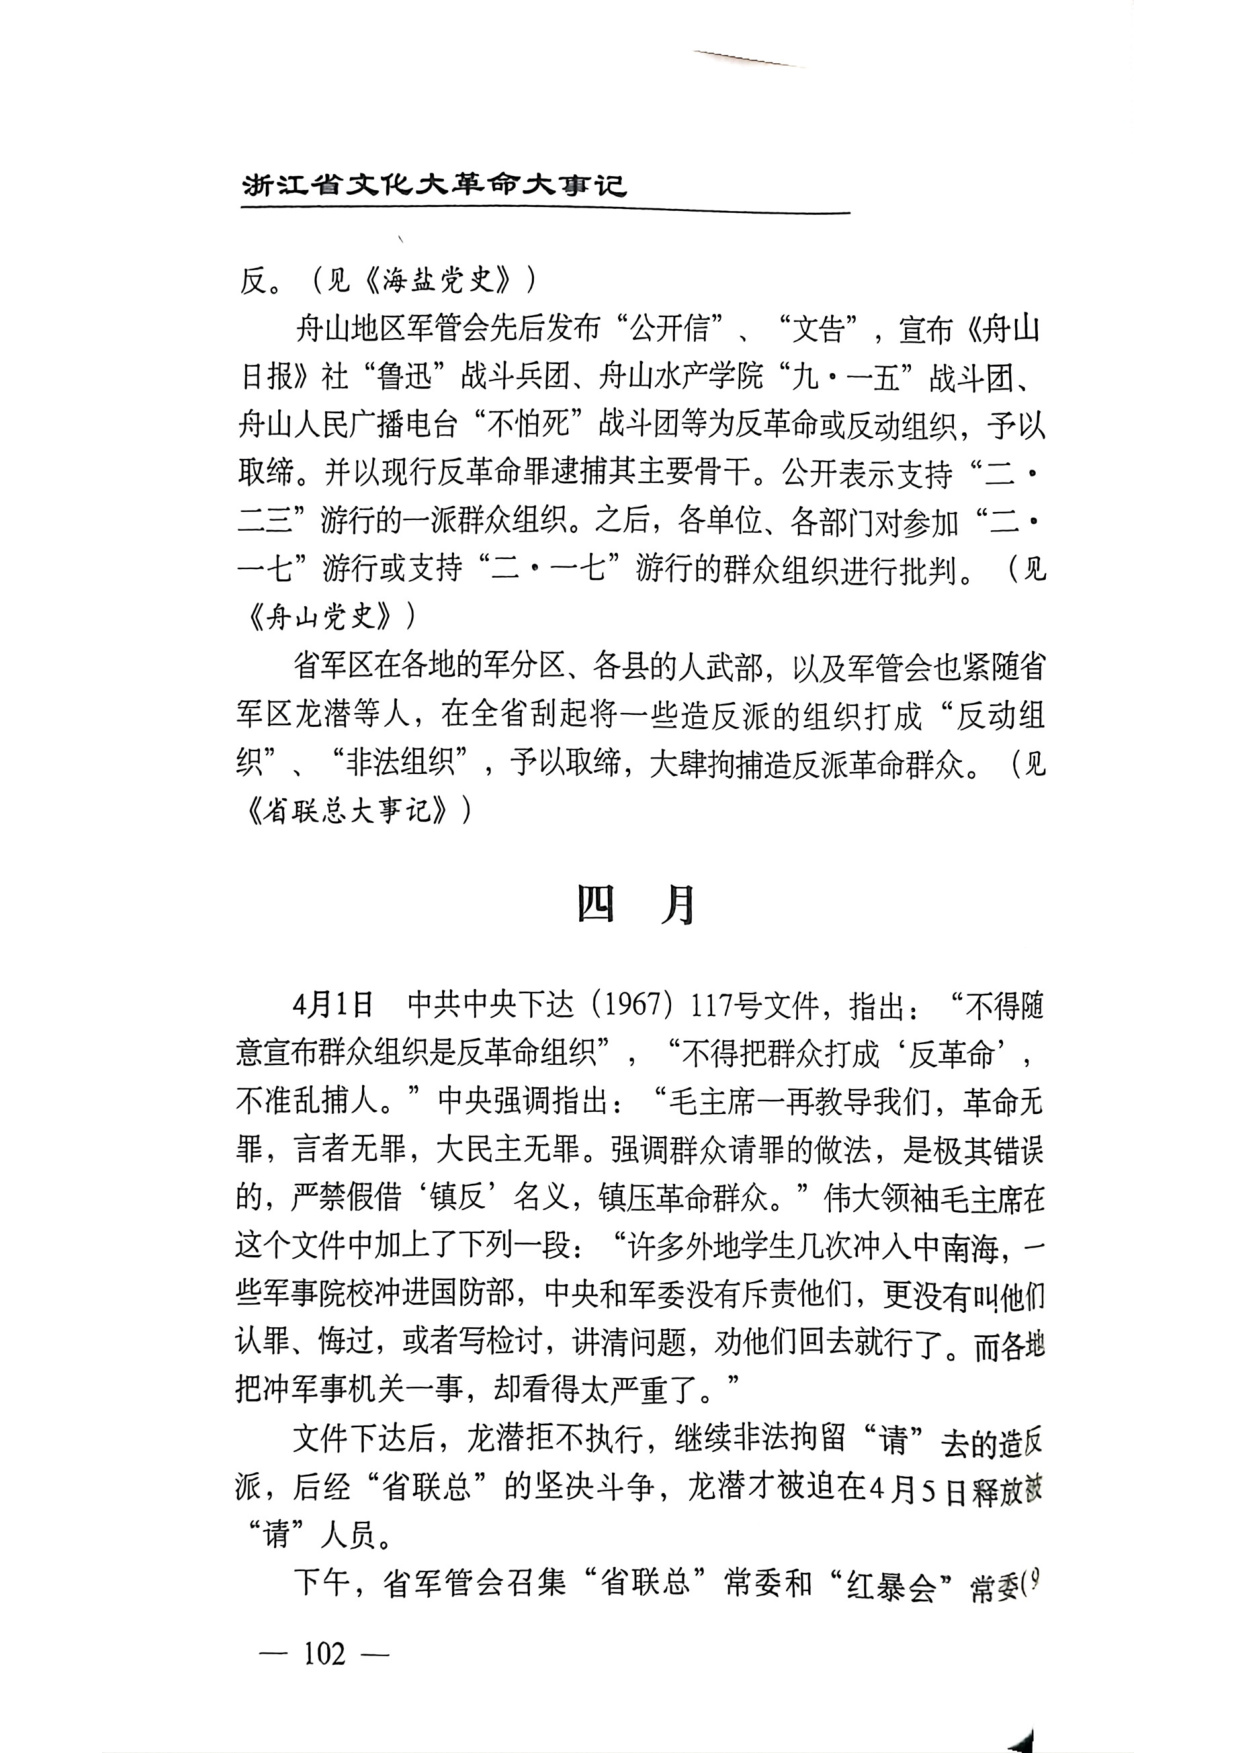 浙江省文化大革命大事记
反。（见《海盐党史》）
舟山地区军管会先后发布“公开信”、“文告”，宣布《舟山
日报》社“鲁迅”战斗兵团、舟山水产学院“九·一五”战斗团、
舟山人民广播电台“不怕死”战斗团等为反革命或反动组织，予以
取缔。并以现行反革命罪逮捕其主要骨干。公开表示支持“二·
二三”游行的一派群众组织。之后，各单位、各部门对参加“二·
一七”游行或支持“二·一七”游行的群众组织进行批判。（见
《舟山党史》）
省军区在各地的军分区、各县的人武部，以及军管会也紧随省
军区龙潜等人，在全省刮起将一些造反派的组织打成“反动组
织”、“非法组织”，予以取缔，大肆拘捕造反派革命群众。（见
《省联总大事记》）
四 月
4月1日 中共中央下达（1967）117号文件，指出：“不得随
意宣布群众组织是反革命组织”，“不得把群众打成‘反革命’，
不准乱捕人。”中央强调指出：“毛主席一再教导我们，革命无
罪，言者无罪，大民主无罪。强调群众请罪的做法，是极其错误
的，严禁假借‘镇反’名义，镇压革命群众。”伟大领袖毛主席在
这个文件中加上了下列一段：“许多外地学生几次冲入中南海，一
些军事院校冲进国防部，中央和军委没有斥责他们，更没有叫他们
认罪、悔过，或者写检讨，讲清问题，劝他们回去就行了。而各地
把冲军事机关一事，却看得太严重了。”
文件下达后，龙潜拒不执行，继续非法拘留“请”去的造反
派，后经“省联总”的坚决斗争，龙潜才被迫在4月5日释放被
“请”人员。
下午，省军管会召集“省联总”常委和“红暴会”常委(9
— 102 —